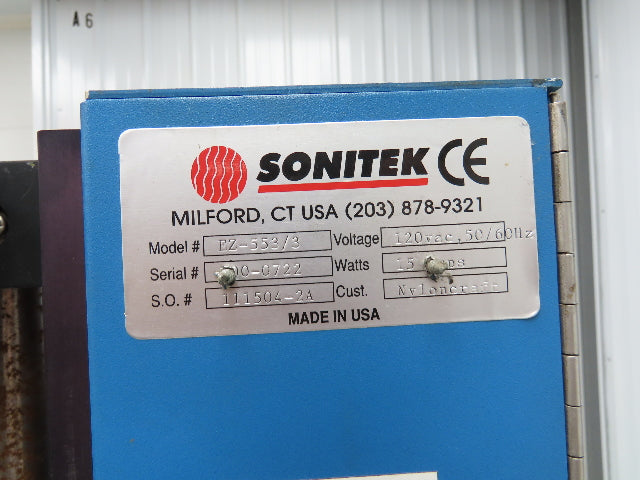 A6
SONITEK CE
MILFORD, CT USA (203) 878-9321
Model # PZ-553/3 Voltage 120vac, 50/60Hz
Serial # Watts 15
S.O. # 111504-2A Cust.
MADE IN USA